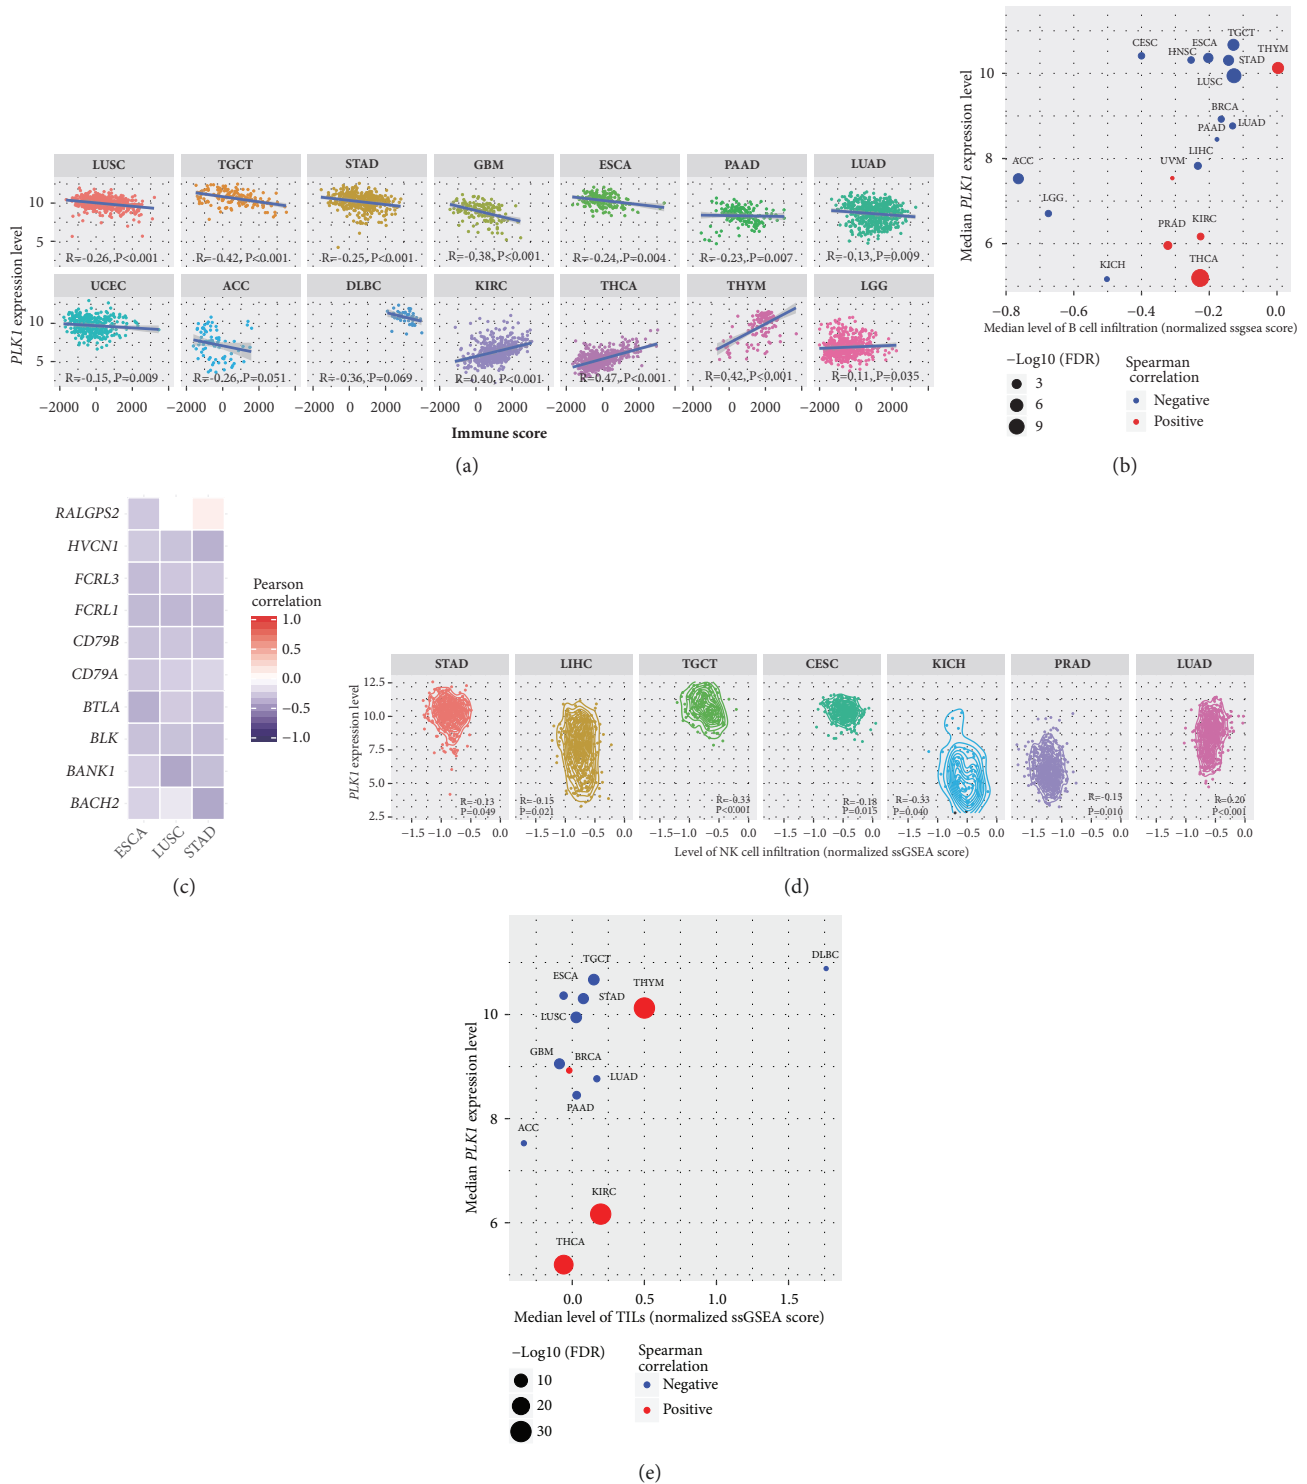 LUSC TGCT STAD GBM ESCA PAAD LUAD
10
5
R=-0.26, P<0.001 R=-0.42, P<0.001 R=-0.25, P<0.001 R=-0.38, P<0.001 R=-0.24, P=0.004 R=-0.23, P=0.007 R=-0.13, P=0.009
UCEC ACC DLBC KIRC THCA THYM LGG
10
5
R=-0.15, P=0.009 R=-0.26, P=0.051 R=-0.36, P=0.069 R=0.40, P<0.001 R=0.47, P<0.001 R=0.42, P<0.001 R=0.11, P=0.035
−2000 0 2000 −2000 0 2000 −2000 0 2000 −2000 0 2000 −2000 0 2000 −2000 0 2000 −2000 0 2000
PLK1 expression level
Immune score
(a)
TGCT
CESC ESCA THYM
HNSC STAD
LUSC
BRCA
PAAD LUAD
LIHC
ACC UVM
LGG
PRAD KIRC
THCA
KICH
10
8
6
Median PLK1 expression level
−0.8 −0.6 −0.4 −0.2 0.0
Median level of B cell infiltration (normalized ssgsea score)
−Log10 (FDR)
3
6
9
Spearman
correlation
Negative
Positive
(b)
RALGPS2
HVCN1
FCRL3
FCRL1
CD79B
CD79A
BTLA
BLK
BANK1
BACH2
ESCA LUSC STAD
Pearson
correlation
1.0
0.5
0.0
−0.5
−1.0
(c)
STAD LIHC TGCT CESC KICH PRAD LUAD
12.5
10.0
7.5
5.0
2.5
PLK1 expression level
R=-0.13 R=-0.15 R=-0.33 R=-0.18 R=-0.33 R=-0.15 R=0.20
P=0.049 P=0.021 P<0.001 P=0.015 P=0.040 P=0.010 P<0.001
−1.5 −1.0 −0.5 0.0 −1.5 −1.0 −0.5 0.0 −1.5 −1.0 −0.5 0.0 −1.5 −1.0 −0.5 0.0 −1.5 −1.0 −0.5 0.0 −1.5 −1.0 −0.5 0.0 −1.5 −1.0 −0.5 0.0
Level of NK cell infiltration (normalized ssGSEA score)
(d)
DLBC
TGCT
ESCA THYM
STAD
LUSC
GBM BRCA
LUAD
PAAD
ACC
KIRC
THCA
10
8
6
Median PLK1 expression level
0.0 0.5 1.0 1.5
Median level of TILs (normalized ssGSEA score)
−Log10 (FDR)
10
20
30
Spearman
correlation
Negative
Positive
(e)